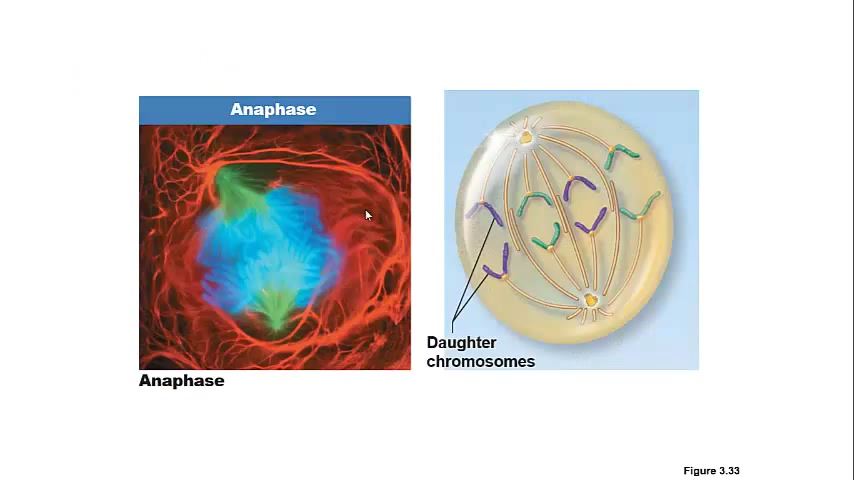 Anaphase
Daughter
chromosomes
Anaphase
Figure 3.33